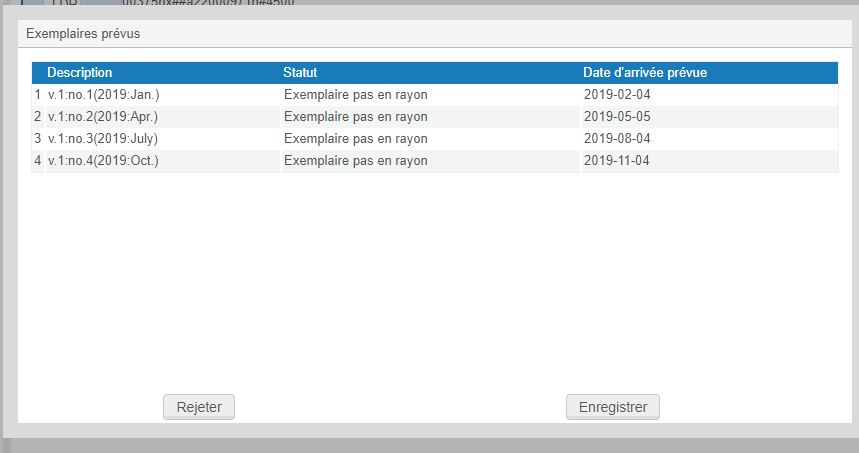 Exemplaires prévus
Description Statut Date d'arrivée prévue
1 v.1:no.1(2019:Jan.) Exemplaire pas en rayon 2019-02-04
2 v.1:no.2(2019:Apr.) Exemplaire pas en rayon 2019-05-05
3 v.1:no.3(2019:July) Exemplaire pas en rayon 2019-08-04
4 v.1:no.4(2019:Oct.) Exemplaire pas en rayon 2019-11-04
Rejeter Enregistrer